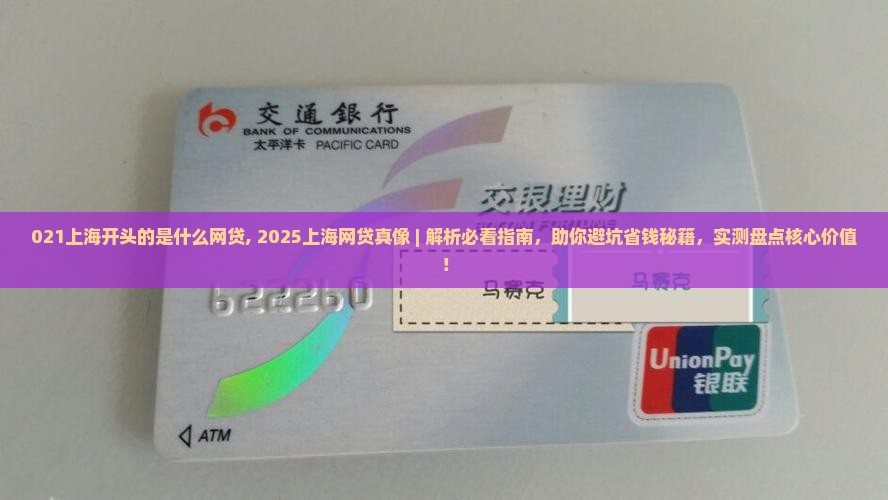 交通銀行
BANK OF COMMUNICATIONS
太平洋卡 PACIFIC CARD
交银理财
021上海开头的是什么网贷, 2025上海网贷真像 | 解析必看指南，助你避坑省钱秘籍，实测盘点核心价值
！
622260
马赛克
马赛克
UnionPay
银联
ATM